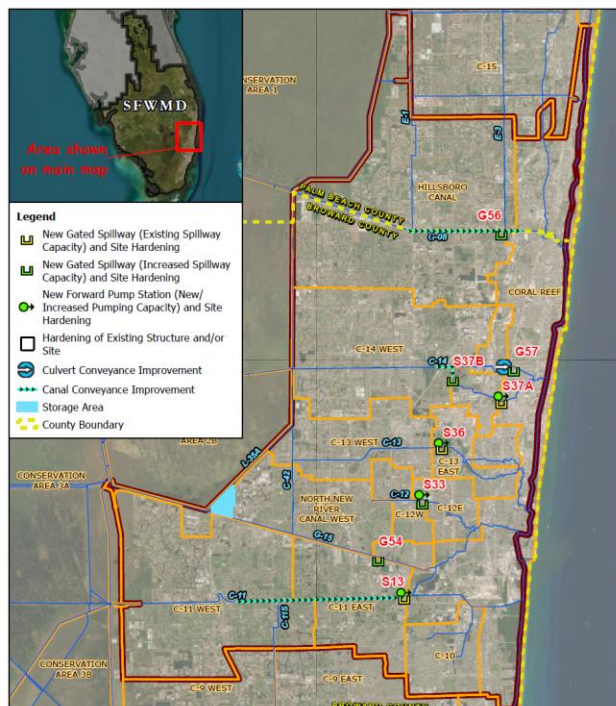 SFWMD
Area shown
on main map
Legend
New Gated Spillway (Existing Spillway
Capacity) and Site Hardening
New Gated Spillway (Increased Spillway
Capacity) and Site Hardening
New Forward Pump Station (New/
Increased Pumping Capacity) and Site
Hardening
Hardening of Existing Structure and/or
Site
Culvert Conveyance Improvement
Canal Conveyance Improvement
Storage Area
County Boundary
CONSERVATION
AREA 1
C-15
E-1
E-3
HILLSBORO
CANAL
PALM BEACH COUNTY
BROWARD COUNTY
G56
G-08
CORAL REEF
C-14 WEST
C-14
S37B
G57
S37A
C-13 WEST
C-13
S36
C-13
EAST
L-35A
C-42
CONSERVATION
AREA 3A
NORTH NEW
RIVER
CANAL WEST
S33
C-12
C-12W
C-12E
G-15
G54
S13
C-11 WEST
C-11
C-11S
C-11 EAST
C-10
CONSERVATION
AREA 3B
C-9 WEST
C-9 EAST
BROWARD COUNTY